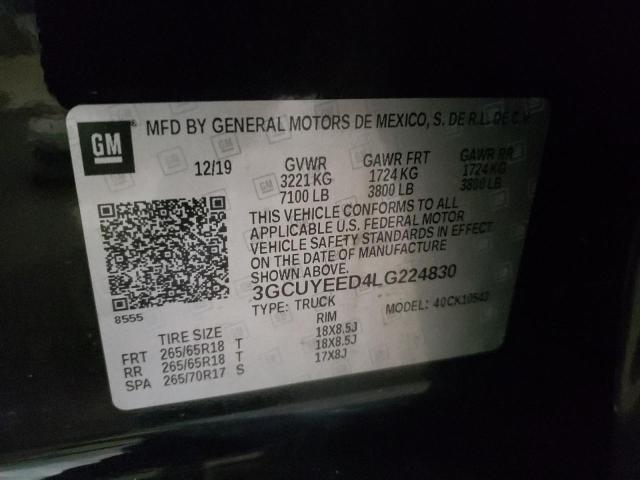 GM ® MFD BY GENERAL MOTORS DE MEXICO, S. DE R.L. DE C.V.
12/19 GVWR GAWR FRT GAWR RR
3221 KG 1724 KG 1724 KG
7100 LB 3800 LB 3800 LB
THIS VEHICLE CONFORMS TO ALL
APPLICABLE U.S. FEDERAL MOTOR
VEHICLE SAFETY STANDARDS IN EFFECT
ON THE DATE OF MANUFACTURE
SHOWN ABOVE.
3GCUYEED4LG224830
8555 TYPE: TRUCK MODEL: 40CK10543
TIRE SIZE RIM
FRT 265/65R18 T 18X8.5J
RR 265/65R18 T 18X8.5J
SPA 265/70R17 S 17X8J